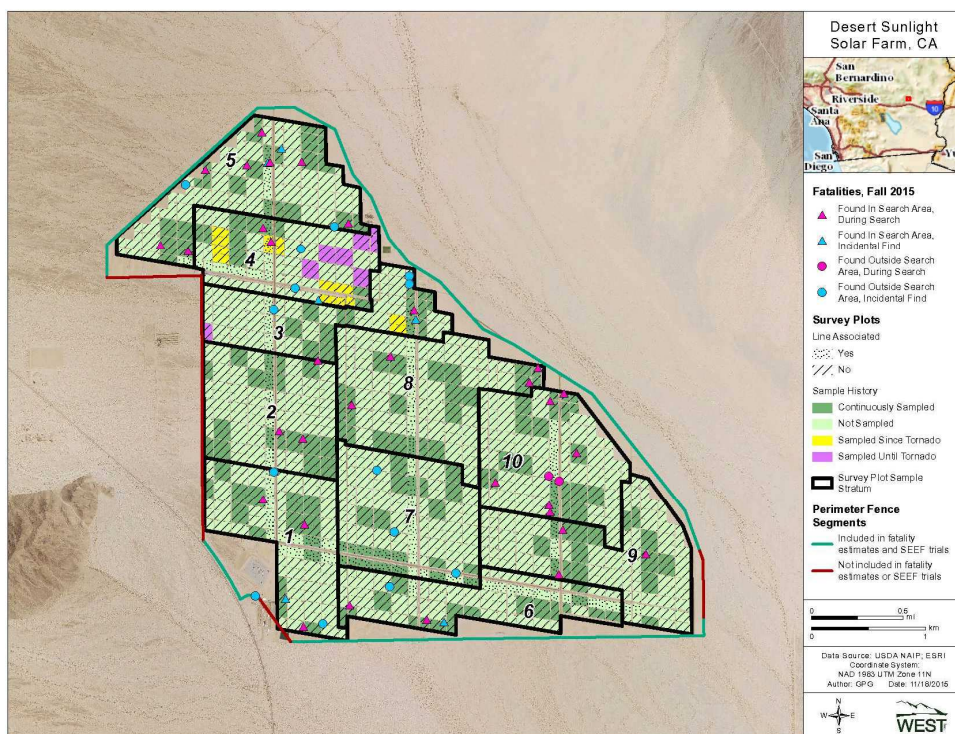 5
4
3
8
2
10
7
1
9
6
Desert Sunlight
Solar Farm, CA
San
Bernardino
Riverside
10
Santa
Ana
San
Diego
Fatalities, Fall 2015
Found In Search Area,
During Search
Found In Search Area,
Incidental Find
Found Outside Search
Area, During Search
Found Outside Search
Area, Incidental Find
Survey Plots
Line Associated
Yes
No
Sample History
Continuously Sampled
Not Sampled
Sampled Since Tornado
Sampled Until Tornado
Survey Plot Sample
Stratum
Perimeter Fence
Segments
Included in fatality
estimates and SEEF trials
Not included in fatality
estimates or SEEF trials
0 0.5
mi
km
0 1
Data Source: USDA NAIP; ESRI
Coordinate System:
NAD 1983 UTM Zone 11N
Author: GPG Date: 11/18/2015
N
W E
S
WEST